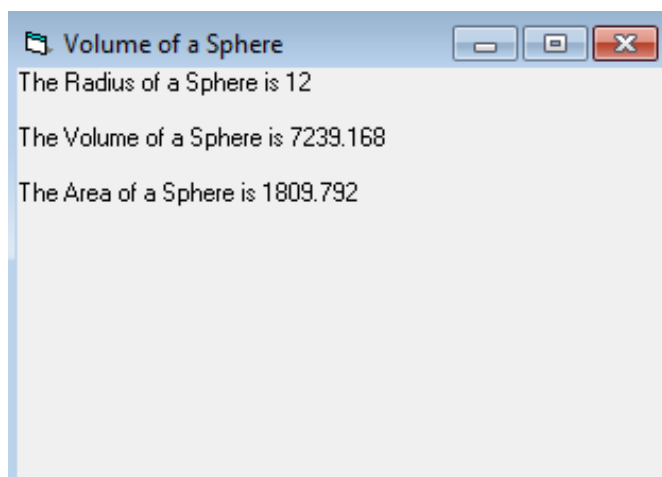 Volume of a Sphere
The Radius of a Sphere is 12
The Volume of a Sphere is 7239.168
The Area of a Sphere is 1809.792